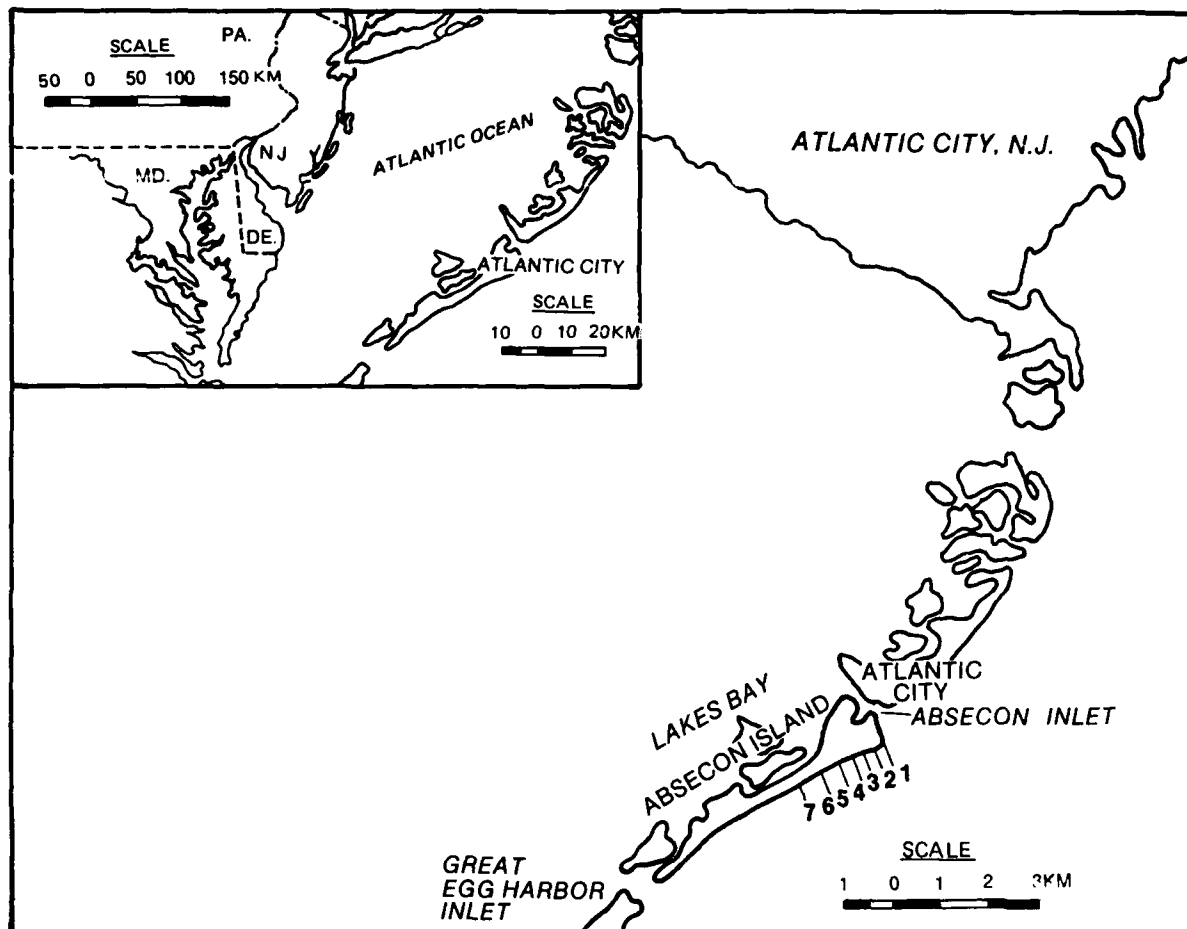 PA.
SCALE
50 0 50 100 150 KM
N.J.
MD.
DE.
ATLANTIC OCEAN
ATLANTIC CITY
SCALE
10 0 10 20KM
ATLANTIC CITY, N.J.
ATLANTIC
CITY
ABSECON INLET
LAKES BAY
ABSECON ISLAND
7 6 5 4 3 2 1
GREAT
EGG HARBOR
INLET
SCALE
1 0 1 2 3KM